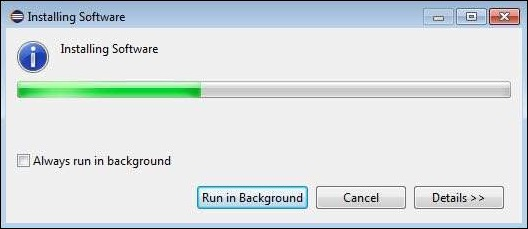 Installing Software
Installing Software
Always run in background
Run in Background
Cancel
Details >>